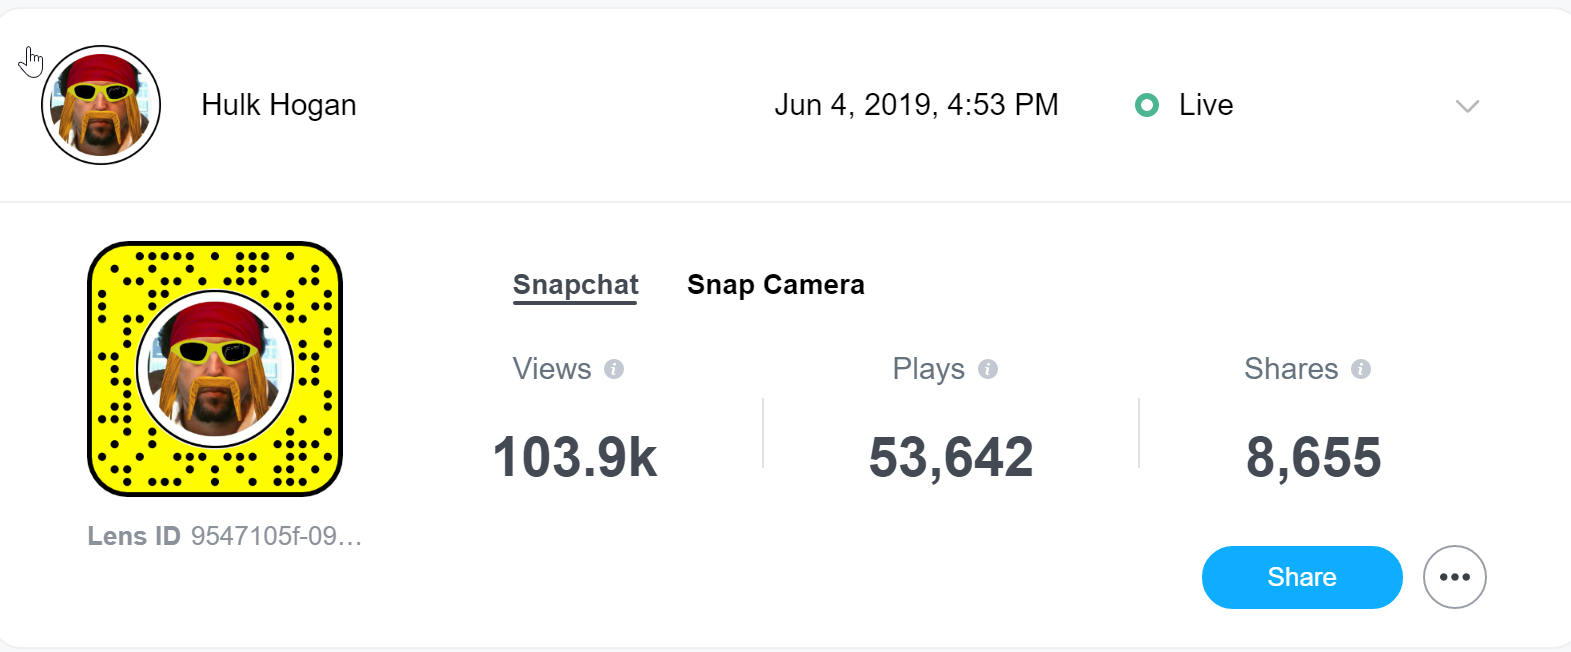 Hulk Hogan
Jun 4, 2019, 4:53 PM
Live
Snapchat
Snap Camera
Views
Plays
Shares
103.9k
53,642
8,655
Lens ID 9547105f-09...
Share